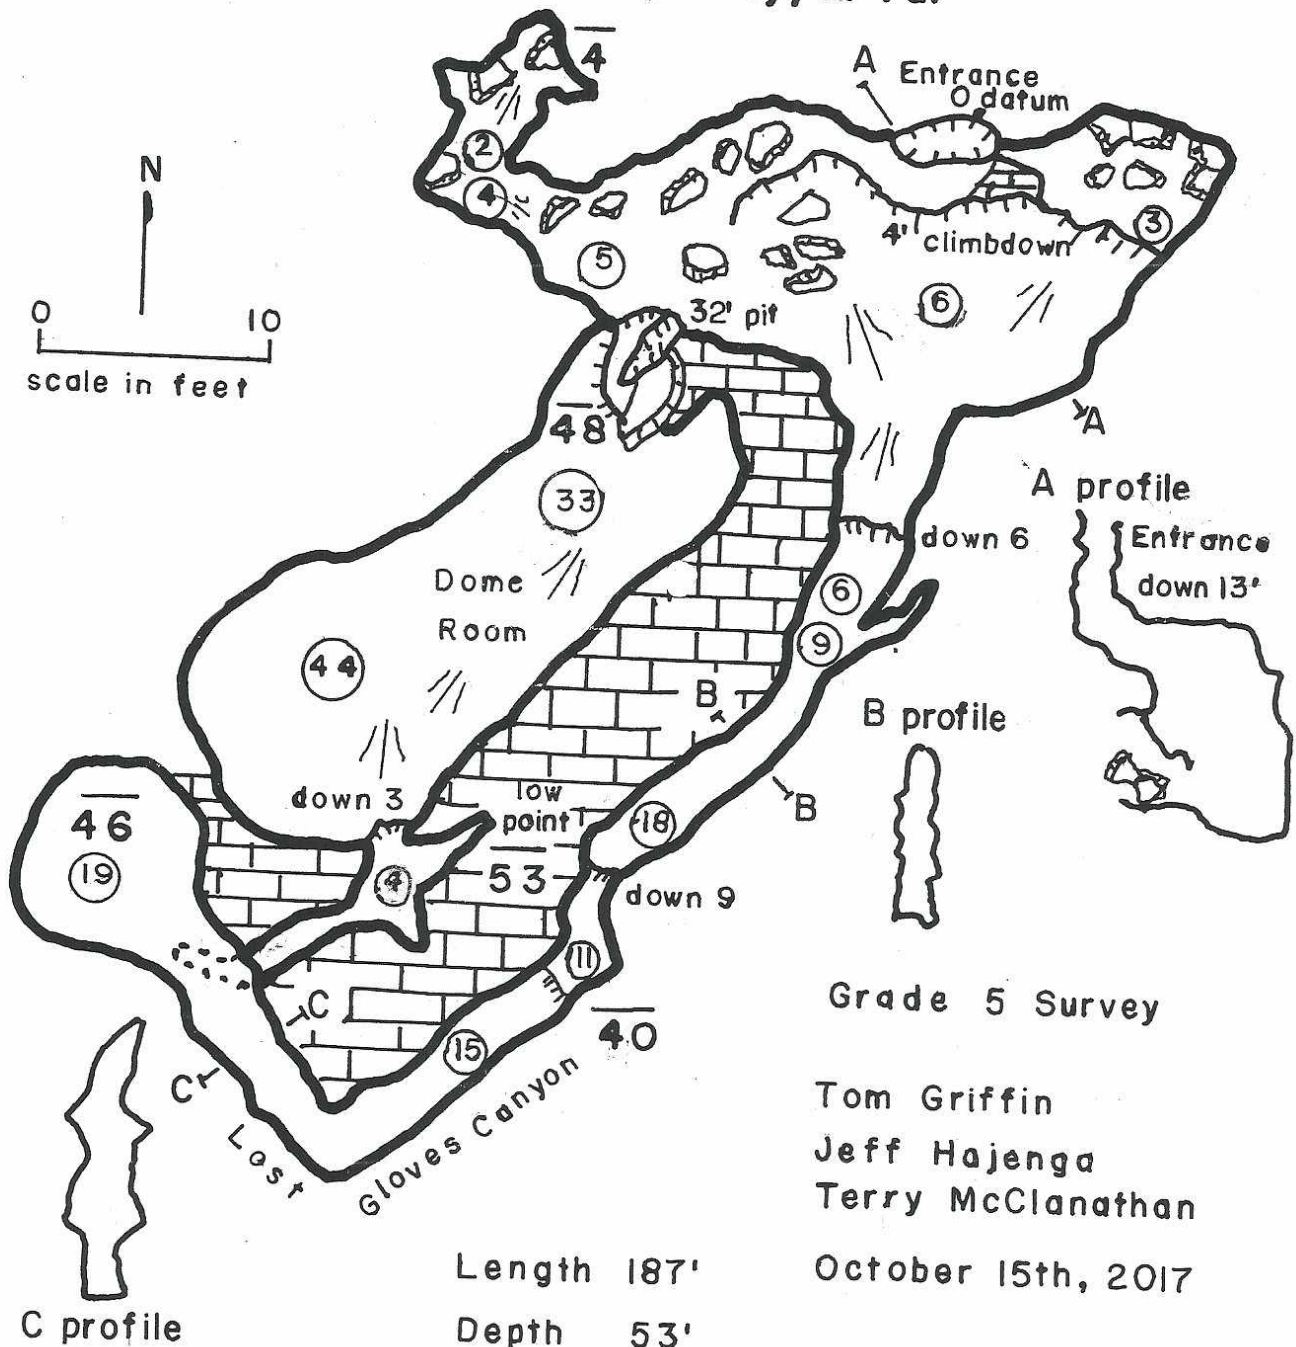 4
A Entrance
0 datum
2
4
3
N
4' climbdown
5
6
0 10
32' pit
scale in feet
A
48
33
A profile
down 6
Entrance
down 13'
Dome
Room
6
9
44
B
B profile
B
down 3
low
point
18
46
19
4
53
down 9
11
C
40
Grade 5 Survey
15
C
Lost
Gloves Canyon
Tom Griffin
Jeff Hajenga
Terry McClanathan
Length 187'
October 15th, 2017
C profile
Depth 53'